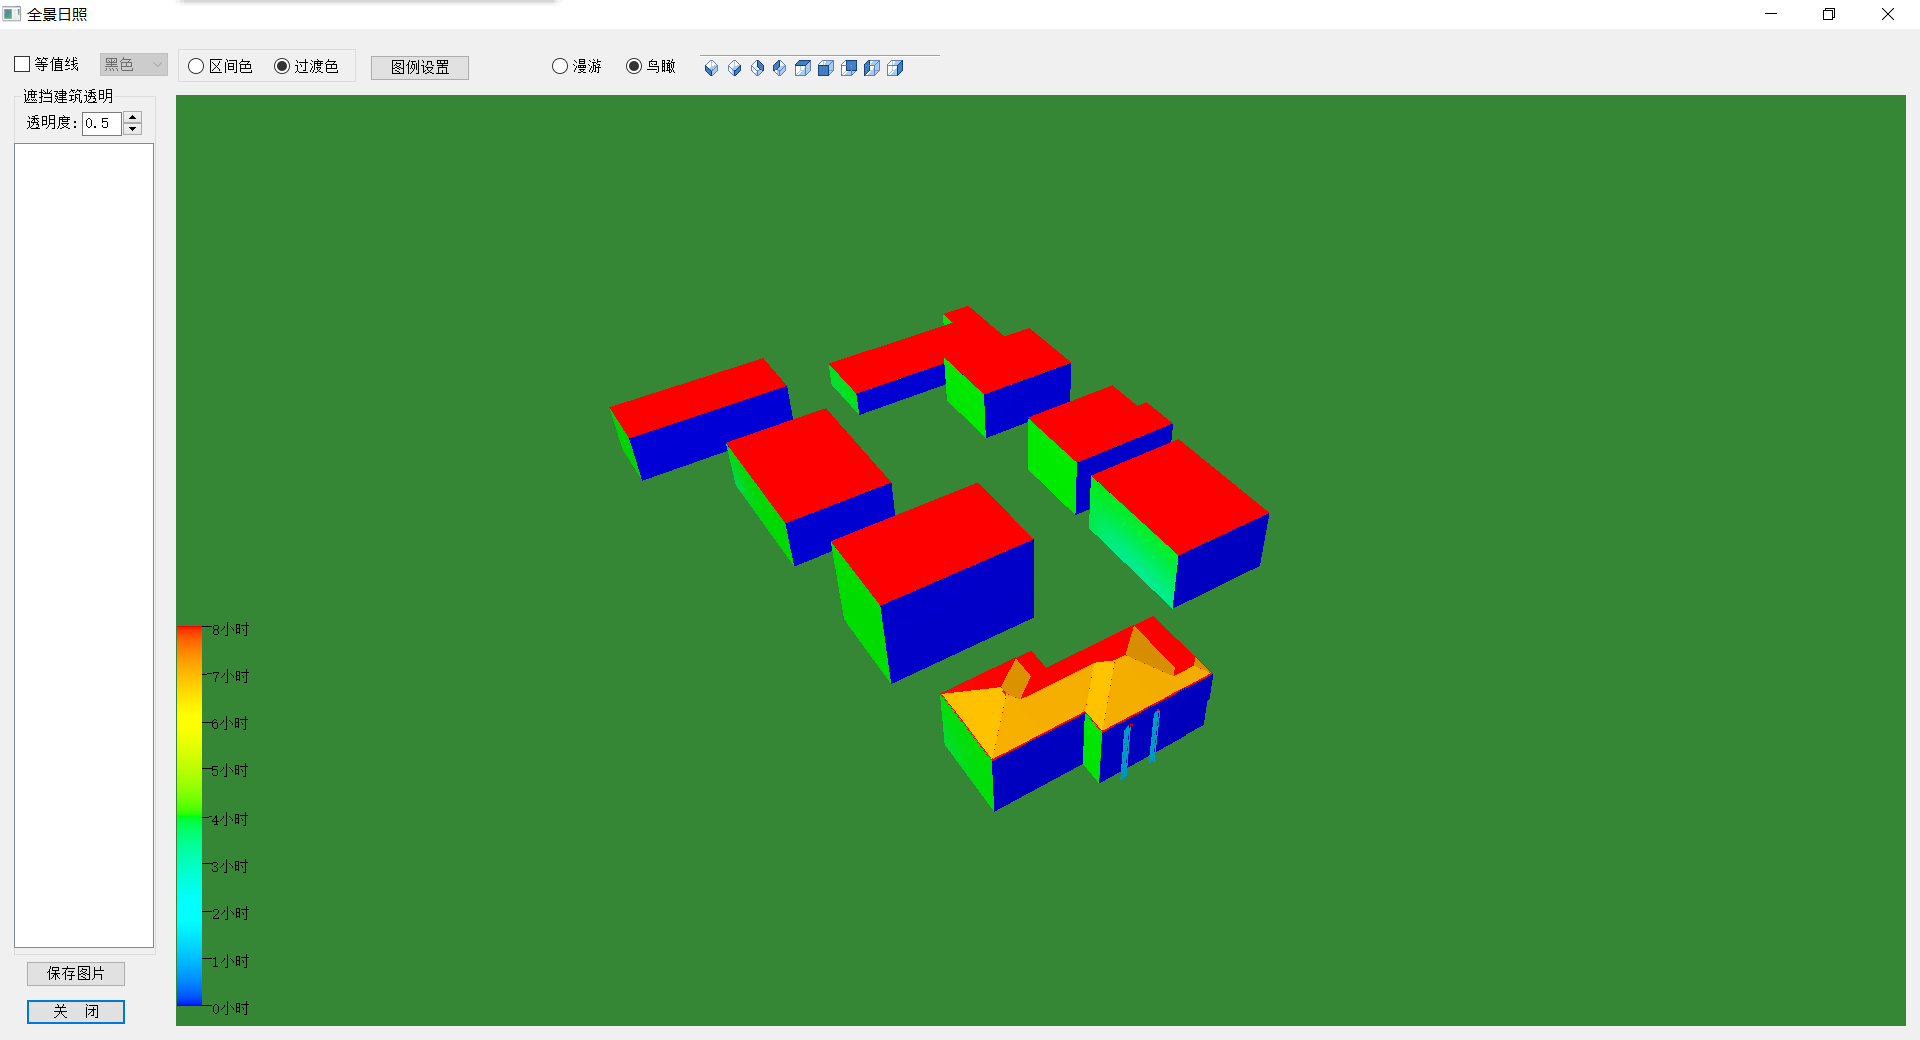 全景日照
等值线 黑色 区间色 过渡色 图例设置 漫游 鸟瞰
遮挡建筑透明
透明度: 0.5
8小时
7小时
6小时
5小时
4小时
3小时
2小时
1小时
0小时
保存图片
关 闭